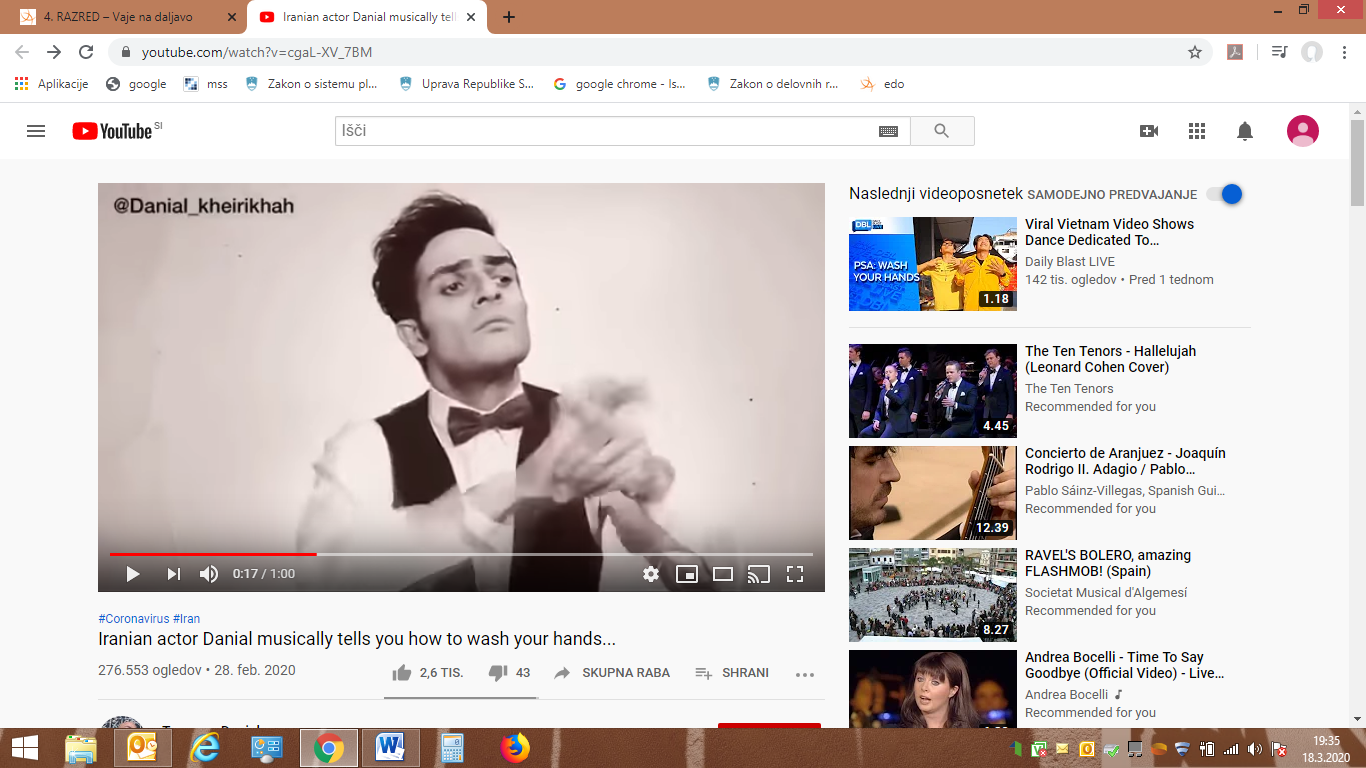 4. RAZRED – Vaje na daljavo
Iranian actor Danial musically tell
youtube.com/watch?v=cgaL-XV_7BM
Aplikacije
google
mss
Zakon o sistemu pl...
Uprava Republike S...
google chrome - Is...
Zakon o delovnih r...
edo
YouTube SI
Išči
@Danial_kheirikhah
0:17 / 1:00
#Coronavirus #Iran
Iranian actor Danial musically tells you how to wash your hands...
276.553 ogledov • 28. feb. 2020
2,6 TIS.
43
SKUPNA RABA
SHRANI
Naslednji videoposnetek
SAMODEJNO PREDVAJANJE
DBL
PSA: WASH
YOUR HANDS
1.18
Viral Vietnam Video Shows
Dance Dedicated To...
Daily Blast LIVE
142 tis. ogledov • Pred 1 tednom
4.45
The Ten Tenors - Hallelujah
(Leonard Cohen Cover)
The Ten Tenors
Recommended for you
12.39
Concierto de Aranjuez - Joaquín
Rodrigo II. Adagio / Pablo...
Pablo Sáinz-Villegas, Spanish Gui...
Recommended for you
8.27
RAVEL'S BOLERO, amazing
FLASHMOB! (Spain)
Societat Musical d'Algemesí
Recommended for you
Andrea Bocelli - Time To Say
Goodbye (Official Video) - Live...
Andrea Bocelli
Recommended for you
19:35
18.3.2020